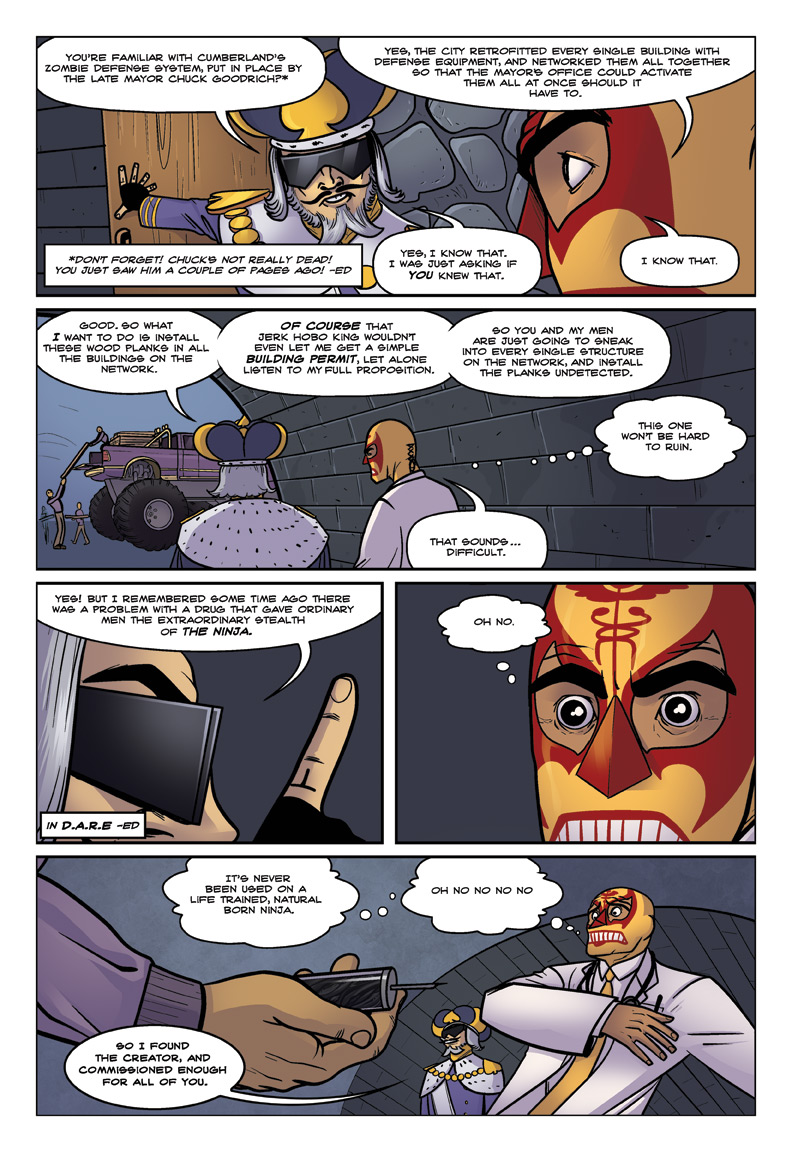 YOU'RE FAMILIAR WITH CUMBERLAND'S
ZOMBIE DEFENSE SYSTEM, PUT IN PLACE BY
THE LATE MAYOR CHUCK GOODRICH?*
YES, THE CITY RETROFITTED EVERY SINGLE BUILDING WITH
DEFENSE EQUIPMENT, AND NETWORKED THEM ALL TOGETHER
SO THAT THE MAYOR'S OFFICE COULD ACTIVATE
THEM ALL AT ONCE SHOULD IT
HAVE TO.
*DON'T FORGET! CHUCK'S NOT REALLY DEAD!
YOU JUST SAW HIM A COUPLE OF PAGES AGO! -ED
YES, I KNOW THAT.
I WAS JUST ASKING IF
YOU KNEW THAT.
I KNOW THAT.
GOOD. SO WHAT
I WANT TO DO IS INSTALL
THESE WOOD PLANKS IN ALL
THE BUILDINGS ON THE
NETWORK.
OF COURSE THAT
JERK HOBO KING WOULDN'T
EVEN LET ME GET A SIMPLE
BUILDING PERMIT, LET ALONE
LISTEN TO MY FULL PROPOSITION.
SO YOU AND MY MEN
ARE JUST GOING TO SNEAK
INTO EVERY SINGLE STRUCTURE
ON THE NETWORK, AND INSTALL
THE PLANKS UNDETECTED.
THIS ONE
WON'T BE HARD
TO RUIN.
THAT SOUNDS...
DIFFICULT.
YES! BUT I REMEMBERED SOME TIME AGO THERE
WAS A PROBLEM WITH A DRUG THAT GAVE ORDINARY
MEN THE EXTRAORDINARY STEALTH
OF THE NINJA.
IN D.A.R.E -ED
OH NO.
IT'S NEVER
BEEN USED ON A
LIFE TRAINED, NATURAL
BORN NINJA.
OH NO NO NO NO
SO I FOUND
THE CREATOR, AND
COMMISSIONED ENOUGH
FOR ALL OF YOU.